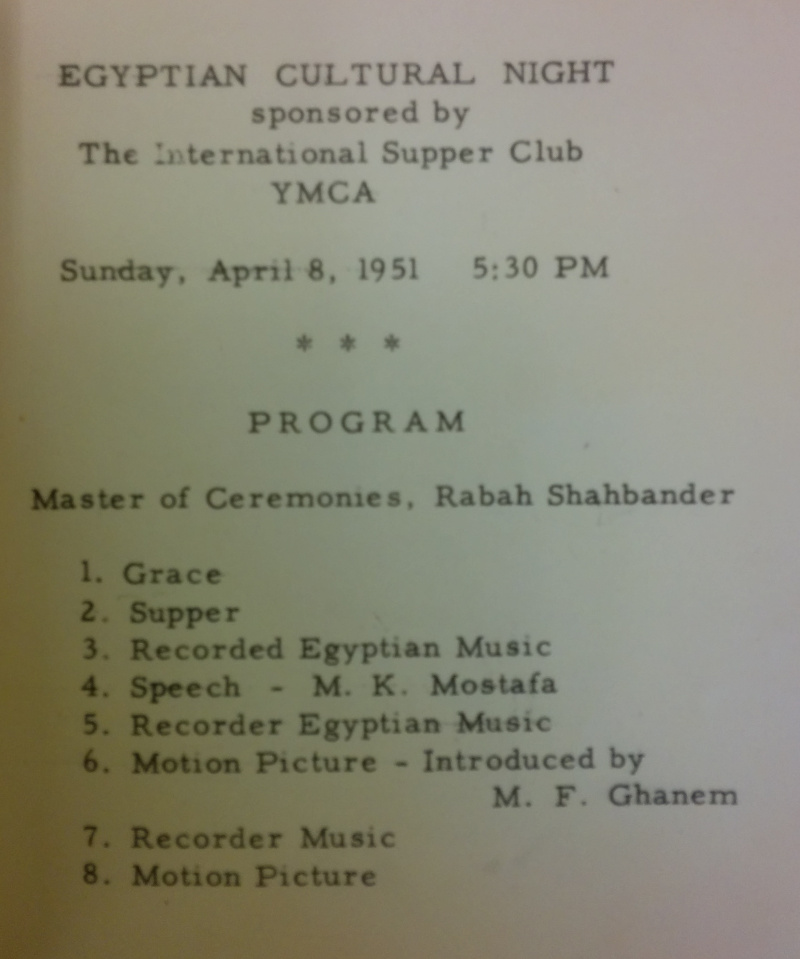 EGYPTIAN CULTURAL NIGHT
sponsored by
The International Supper Club
YMCA
Sunday, April 8, 1951 5:30 PM
* * *
PROGRAM
Master of Ceremonies, Rabah Shahbander
1. Grace
2. Supper
3. Recorded Egyptian Music
4. Speech - M. K. Mostafa
5. Recorder Egyptian Music
6. Motion Picture - Introduced by
M. F. Ghanem
7. Recorder Music
8. Motion Picture